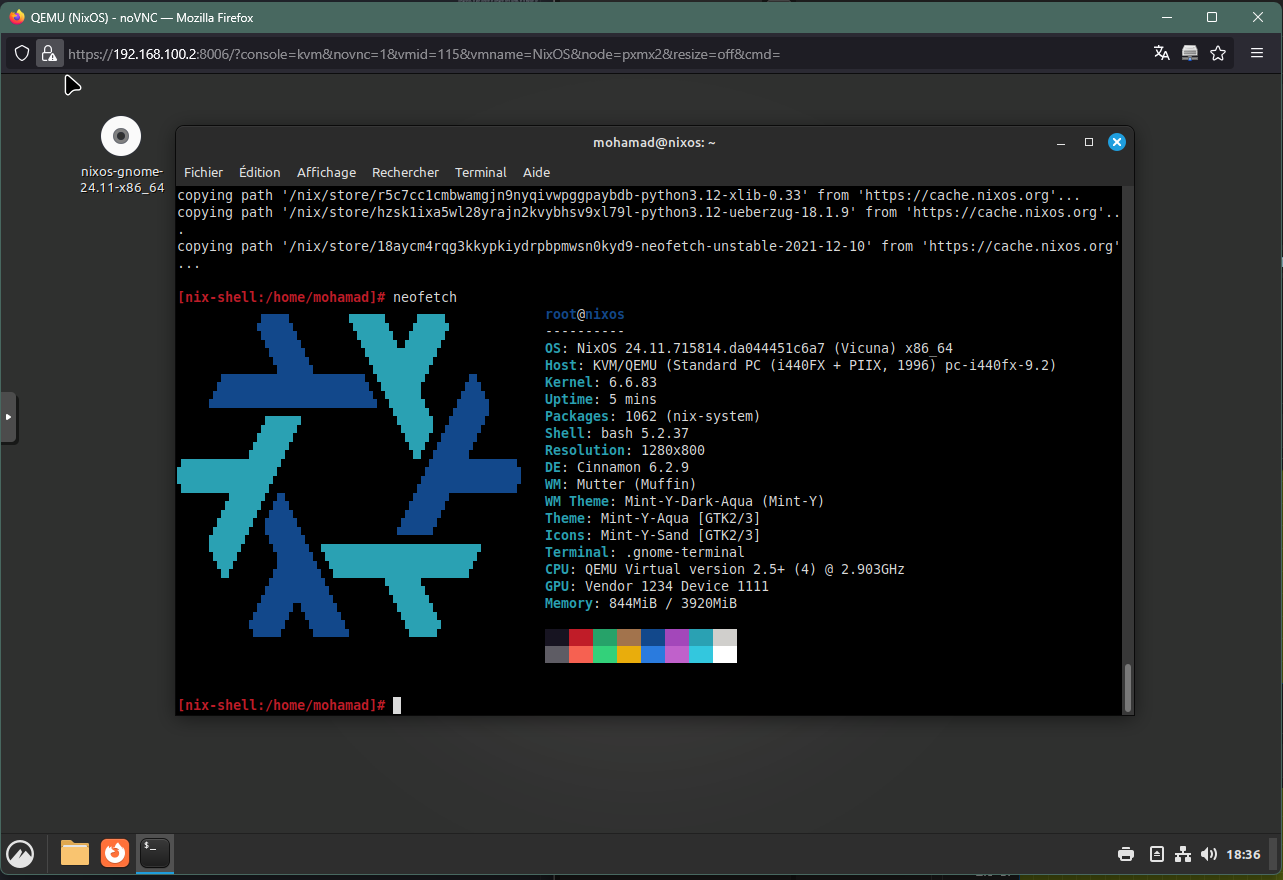 QEMU (NixOS) - noVNC — Mozilla Firefox
https://192.168.100.2:8006/?console=kvm&novnc=1&vmid=115&vmname=NixOS&node=pxmx2&resize=off&cmd=
nixos-gnome-
24.11-x86_64
mohamad@nixos: ~
Fichier Édition Affichage Rechercher Terminal Aide
copying path '/nix/store/r5c7cc1cmbwamgjn9nyqivwpggpaybdb-python3.12-xlib-0.33' from 'https://cache.nixos.org'...
copying path '/nix/store/hzsk1ixa5wl28yrajn2kvybhsv9xl79l-python3.12-ueberzug-18.1.9' from 'https://cache.nixos.org'..
.
copying path '/nix/store/18aycm4rqg3kkypkiydrpbpmwsn0kyd9-neofetch-unstable-2021-12-10' from 'https://cache.nixos.org'
...
[nix-shell:/home/mohamad]# neofetch
root@nixos
----------
OS: NixOS 24.11.715814.da044451c6a7 (Vicuna) x86_64
Host: KVM/QEMU (Standard PC (i440FX + PIIX, 1996) pc-i440fx-9.2)
Kernel: 6.6.83
Uptime: 5 mins
Packages: 1062 (nix-system)
Shell: bash 5.2.37
Resolution: 1280x800
DE: Cinnamon 6.2.9
WM: Mutter (Muffin)
WM Theme: Mint-Y-Dark-Aqua (Mint-Y)
Theme: Mint-Y-Aqua [GTK2/3]
Icons: Mint-Y-Sand [GTK2/3]
Terminal: .gnome-terminal
CPU: QEMU Virtual version 2.5+ (4) @ 2.903GHz
GPU: Vendor 1234 Device 1111
Memory: 844MiB / 3920MiB
[nix-shell:/home/mohamad]#
$_
18:36